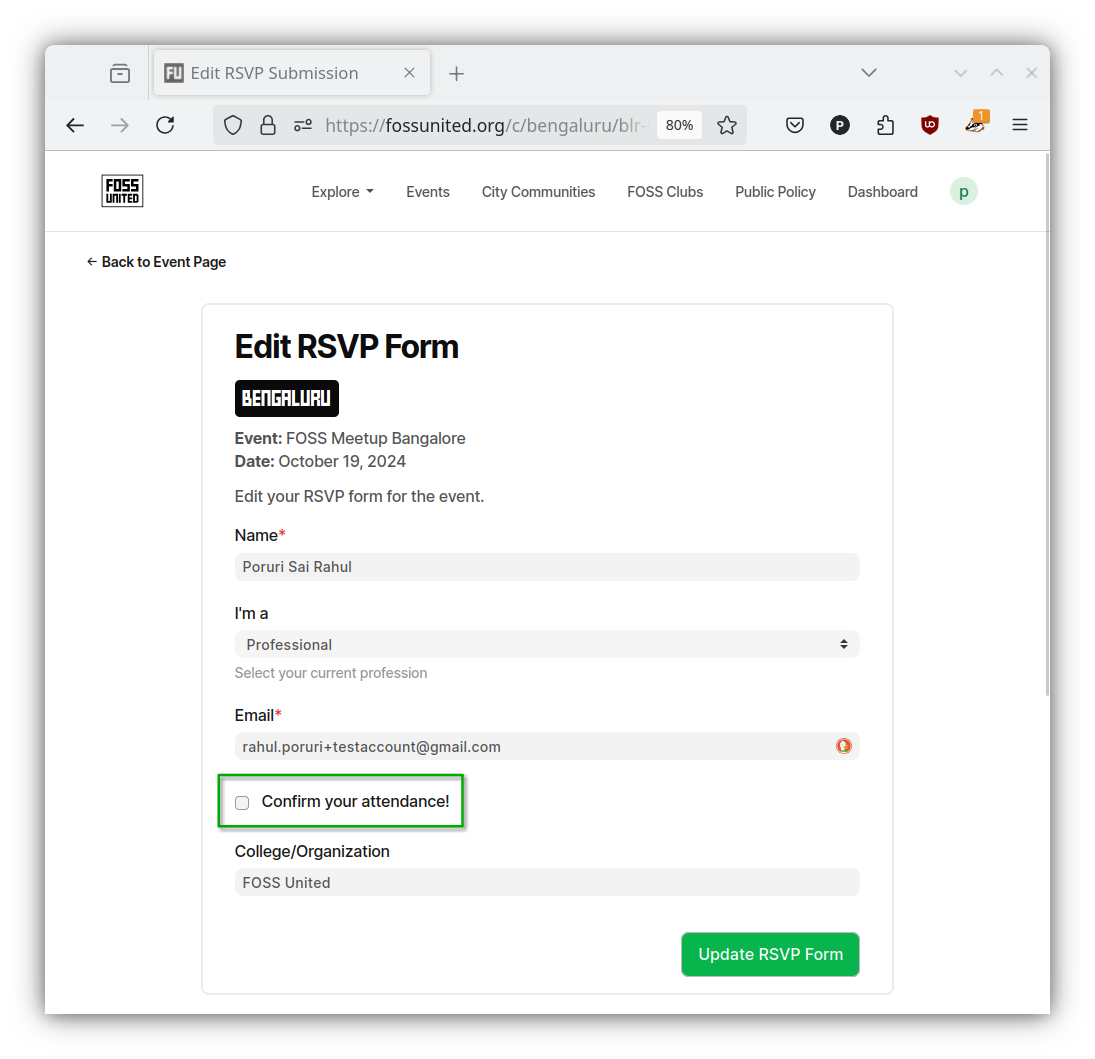 FU Edit RSVP Submission
https://fossunited.org/c/bengaluru/blr-
80%
P
1
FOSS
UNITED
Explore
Events
City Communities
FOSS Clubs
Public Policy
Dashboard
p
← Back to Event Page
Edit RSVP Form
BENGALURU
Event: FOSS Meetup Bangalore
Date: October 19, 2024
Edit your RSVP form for the event.
Name*
Poruri Sai Rahul
I'm a
Professional
Select your current profession
Email*
rahul.poruri+testaccount@gmail.com
Confirm your attendance!
College/Organization
FOSS United
Update RSVP Form